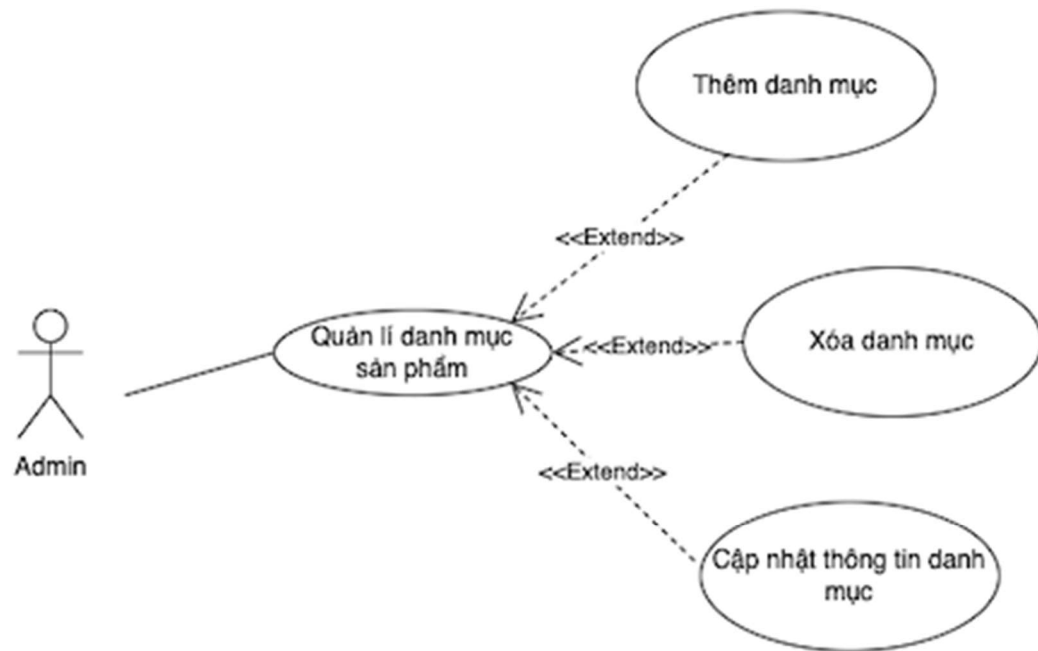 Thêm danh mục
<<Extend>>
Quản lí danh mục
sản phẩm
<<Extend>>
Xóa danh mục
Admin
<<Extend>>
Cập nhật thông tin danh
mục